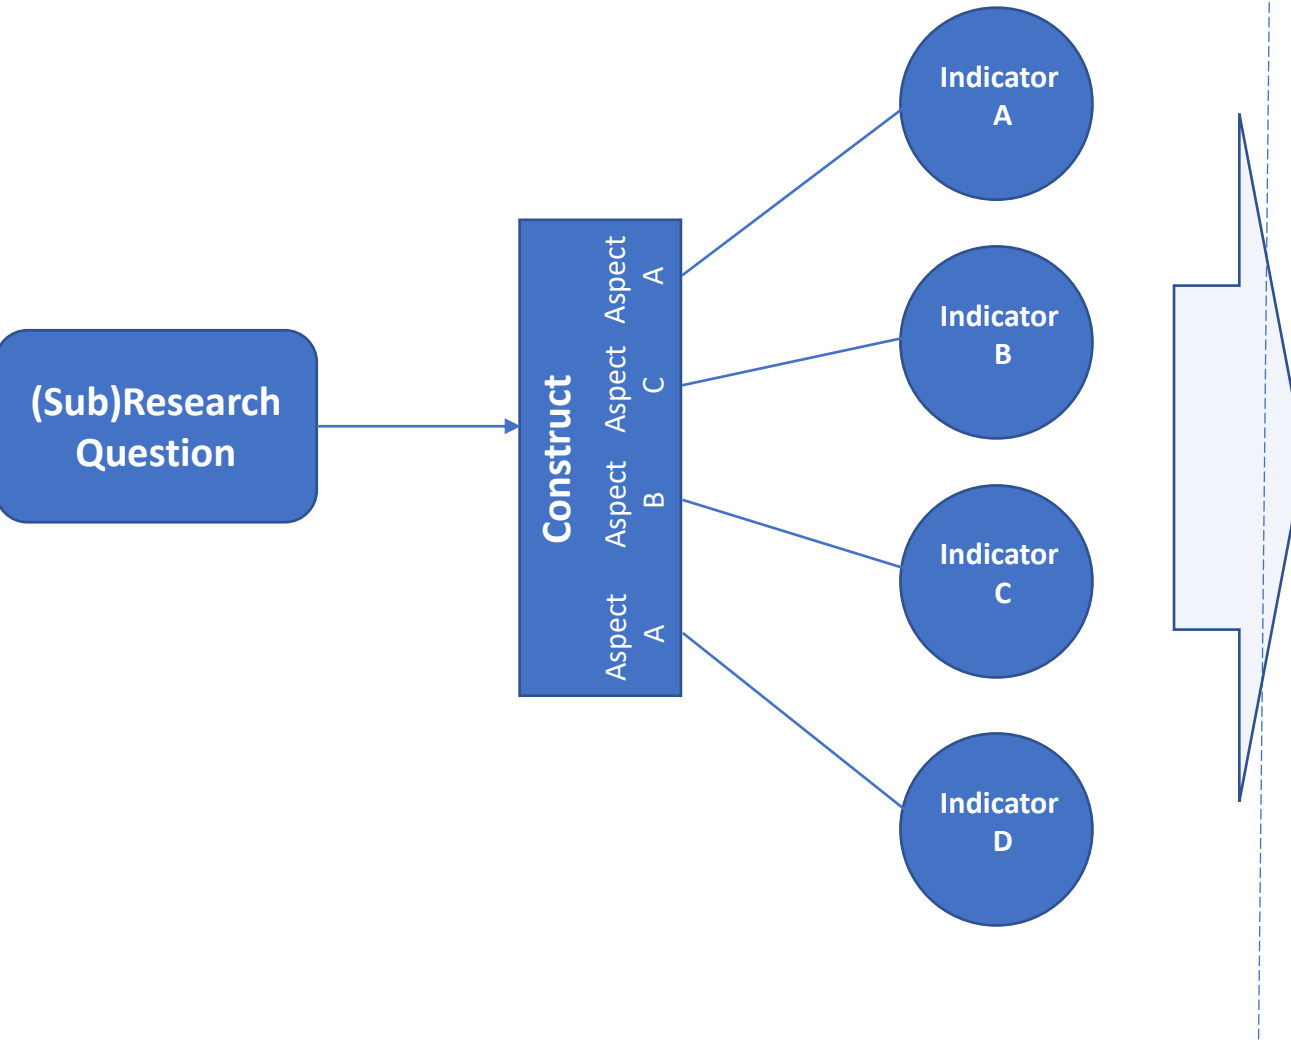 (Sub)Research
Question
Construct
Aspect
A
Aspect
C
Aspect
B
Aspect
A
Indicator
A
Indicator
B
Indicator
C
Indicator
D